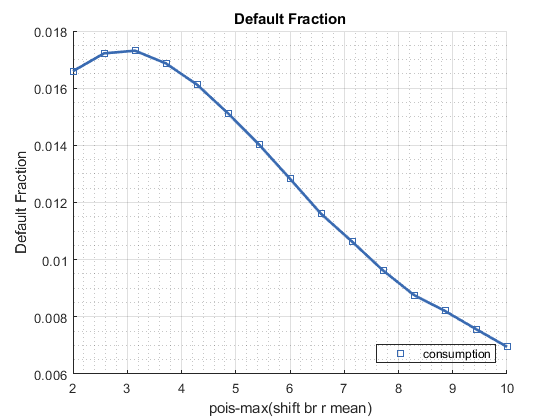 Default Fraction
0.018
0.016
0.014
0.012
0.01
0.008
0.006
Default Fraction
consumption
2 3 4 5 6 7 8 9 10
pois-max(shift br r mean)